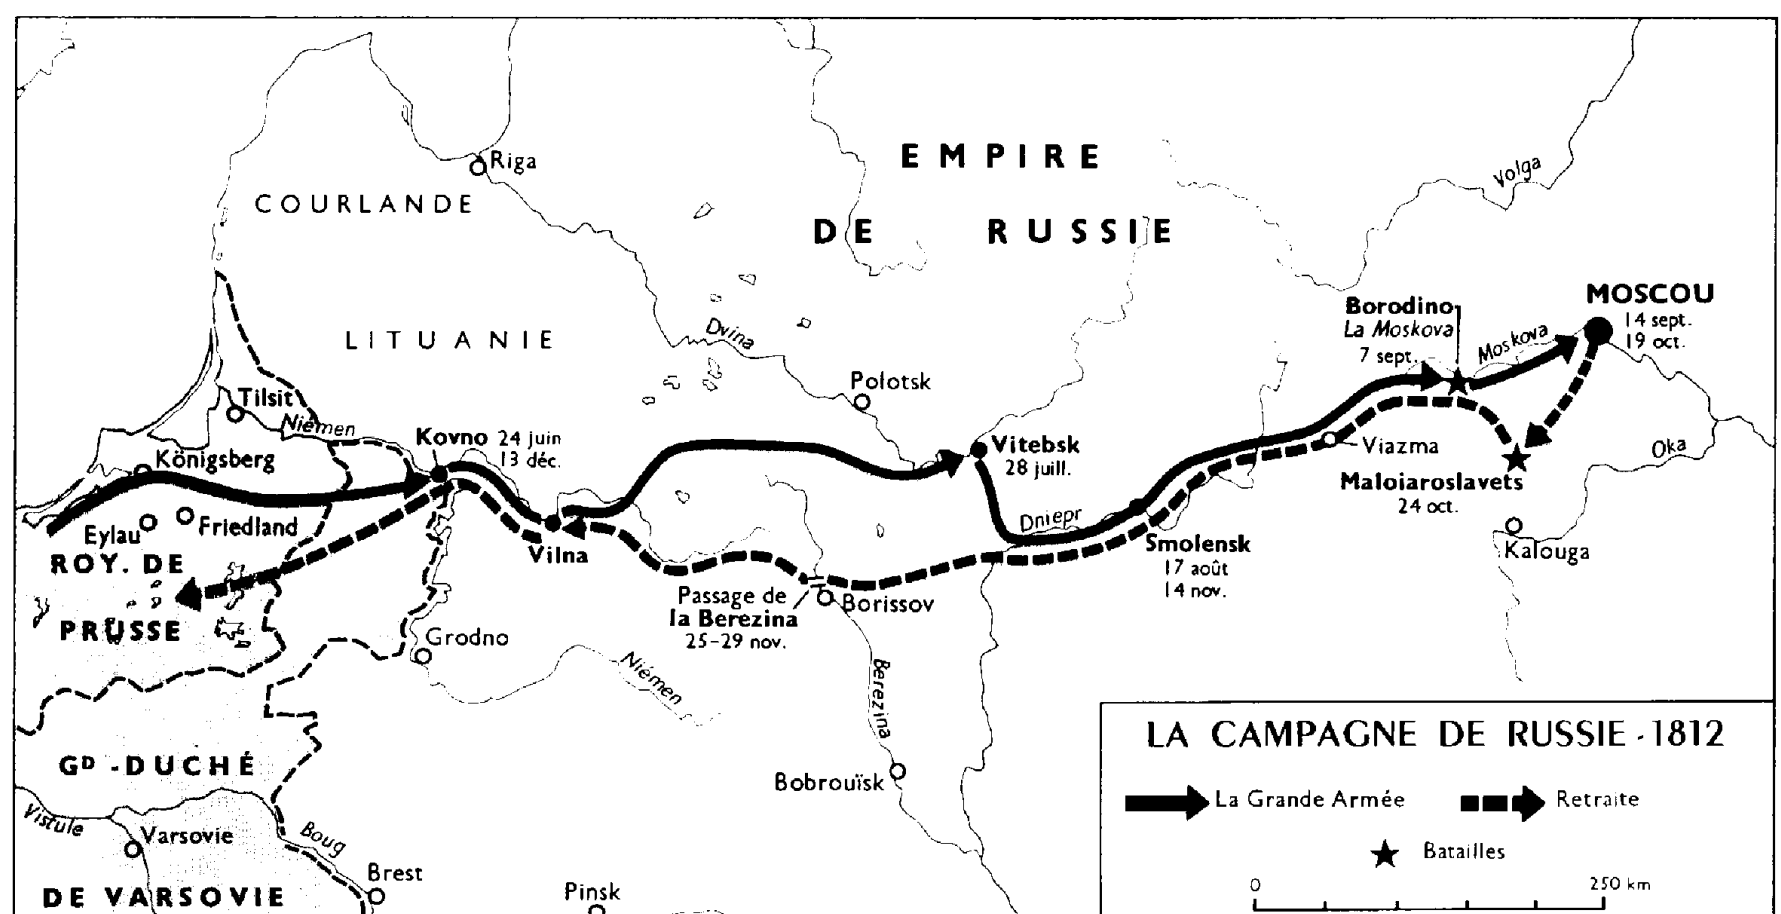 EMPIRE
DE RUSSIE
Riga
COURLANDE
Volga
LITUANIE
Dvina
Borodino
La Moskova
7 sept.
Moskova
MOSCOU
14 sept.
19 oct.
Polotsk
Tilsit
Niémen
Kovno 24 juin
13 déc.
Vitebsk
28 juill.
Viazma
Oka
Königsberg
Maloiaroslavets
24 oct.
Eylau
Friedland
Vilna
Dniepr
Smolensk
17 août
14 nov.
Kalouga
ROY. DE
PRUSSE
Passage de
la Berezina
25-29 nov.
Borissov
Grodno
Niémen
Berezina
Bobrouïsk
GD -DUCHÉ
DE VARSOVIE
Vistule
Varsovie
Boug
Brest
Pinsk
LA CAMPAGNE DE RUSSIE - 1812
La Grande Armée
Retraite
Batailles
0 250 km